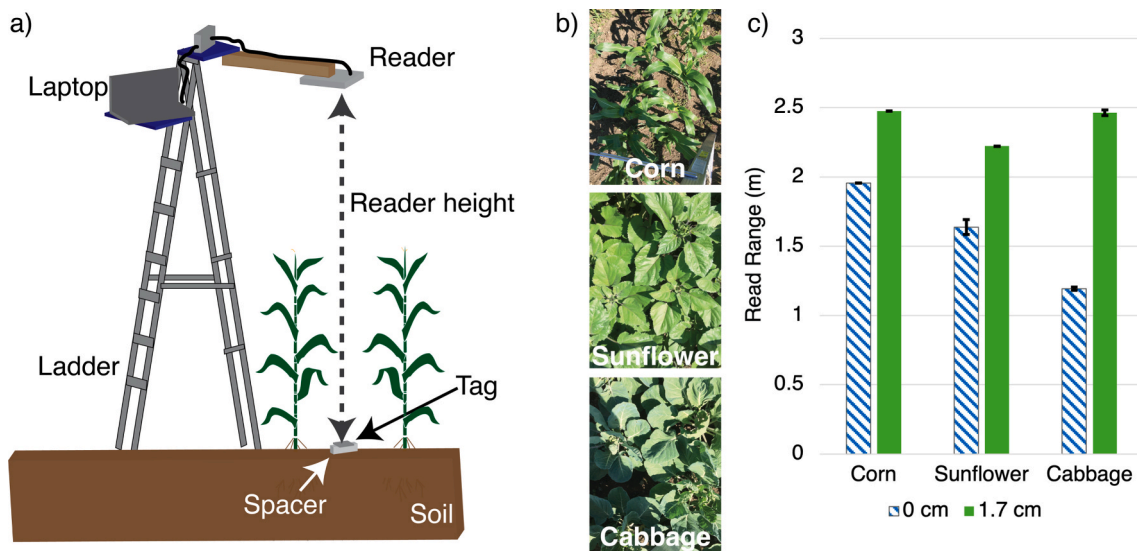 a)
Reader
Laptop
Reader height
Ladder
Tag
Spacer
Soil
b)
Corn
Sunflower
Cabbage
c)
Read Range (m)
3
2.5
2
1.5
1
0.5
0
Corn
Sunflower
Cabbage
0 cm
1.7 cm